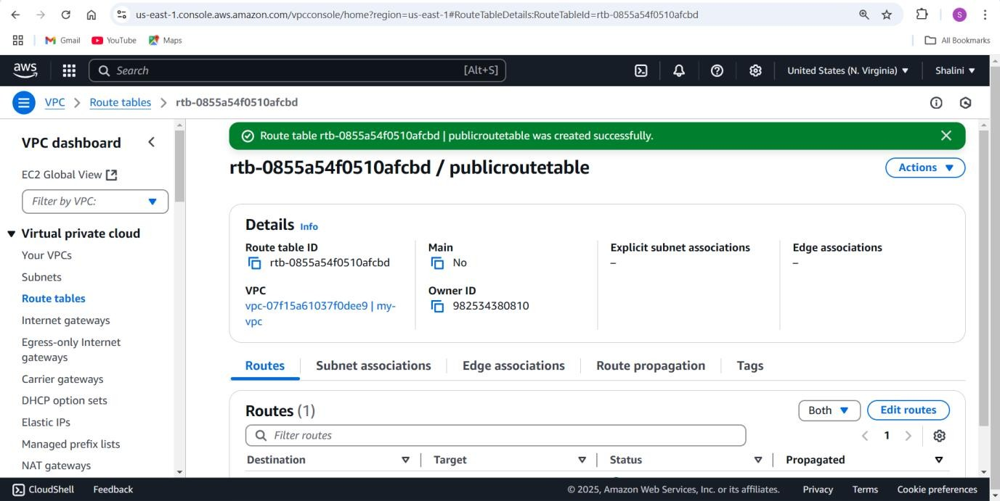 us-east-1.console.aws.amazon.com/vpcconsole/home?region=us-east-1#RouteTableDetails:RouteTableId=rtb-0855a54f0510afcbd
S
Gmail YouTube Maps All Bookmarks
aws Search [Alt+S] United States (N. Virginia) Shalini
VPC Route tables rtb-0855a54f0510afcbd
VPC dashboard
EC2 Global View
Filter by VPC:
Virtual private cloud
Your VPCs
Subnets
Route tables
Internet gateways
Egress-only Internet
gateways
Carrier gateways
DHCP option sets
Elastic IPs
Managed prefix lists
NAT gateways
Route table rtb-0855a54f0510afcbd | publicroutetable was created successfully.
rtb-0855a54f0510afcbd / publicroutetable
Actions
Details Info
Route table ID
rtb-0855a54f0510afcbd
Main
No
Explicit subnet associations
–
Edge associations
–
VPC
vpc-07f15a61037f0dee9 | my-
vpc
Owner ID
982534380810
Routes Subnet associations Edge associations Route propagation Tags
Routes (1)
Both Edit routes
Filter routes
1
Destination Target Status Propagated
CloudShell Feedback © 2025, Amazon Web Services, Inc. or its affiliates. Privacy Terms Cookie preferences